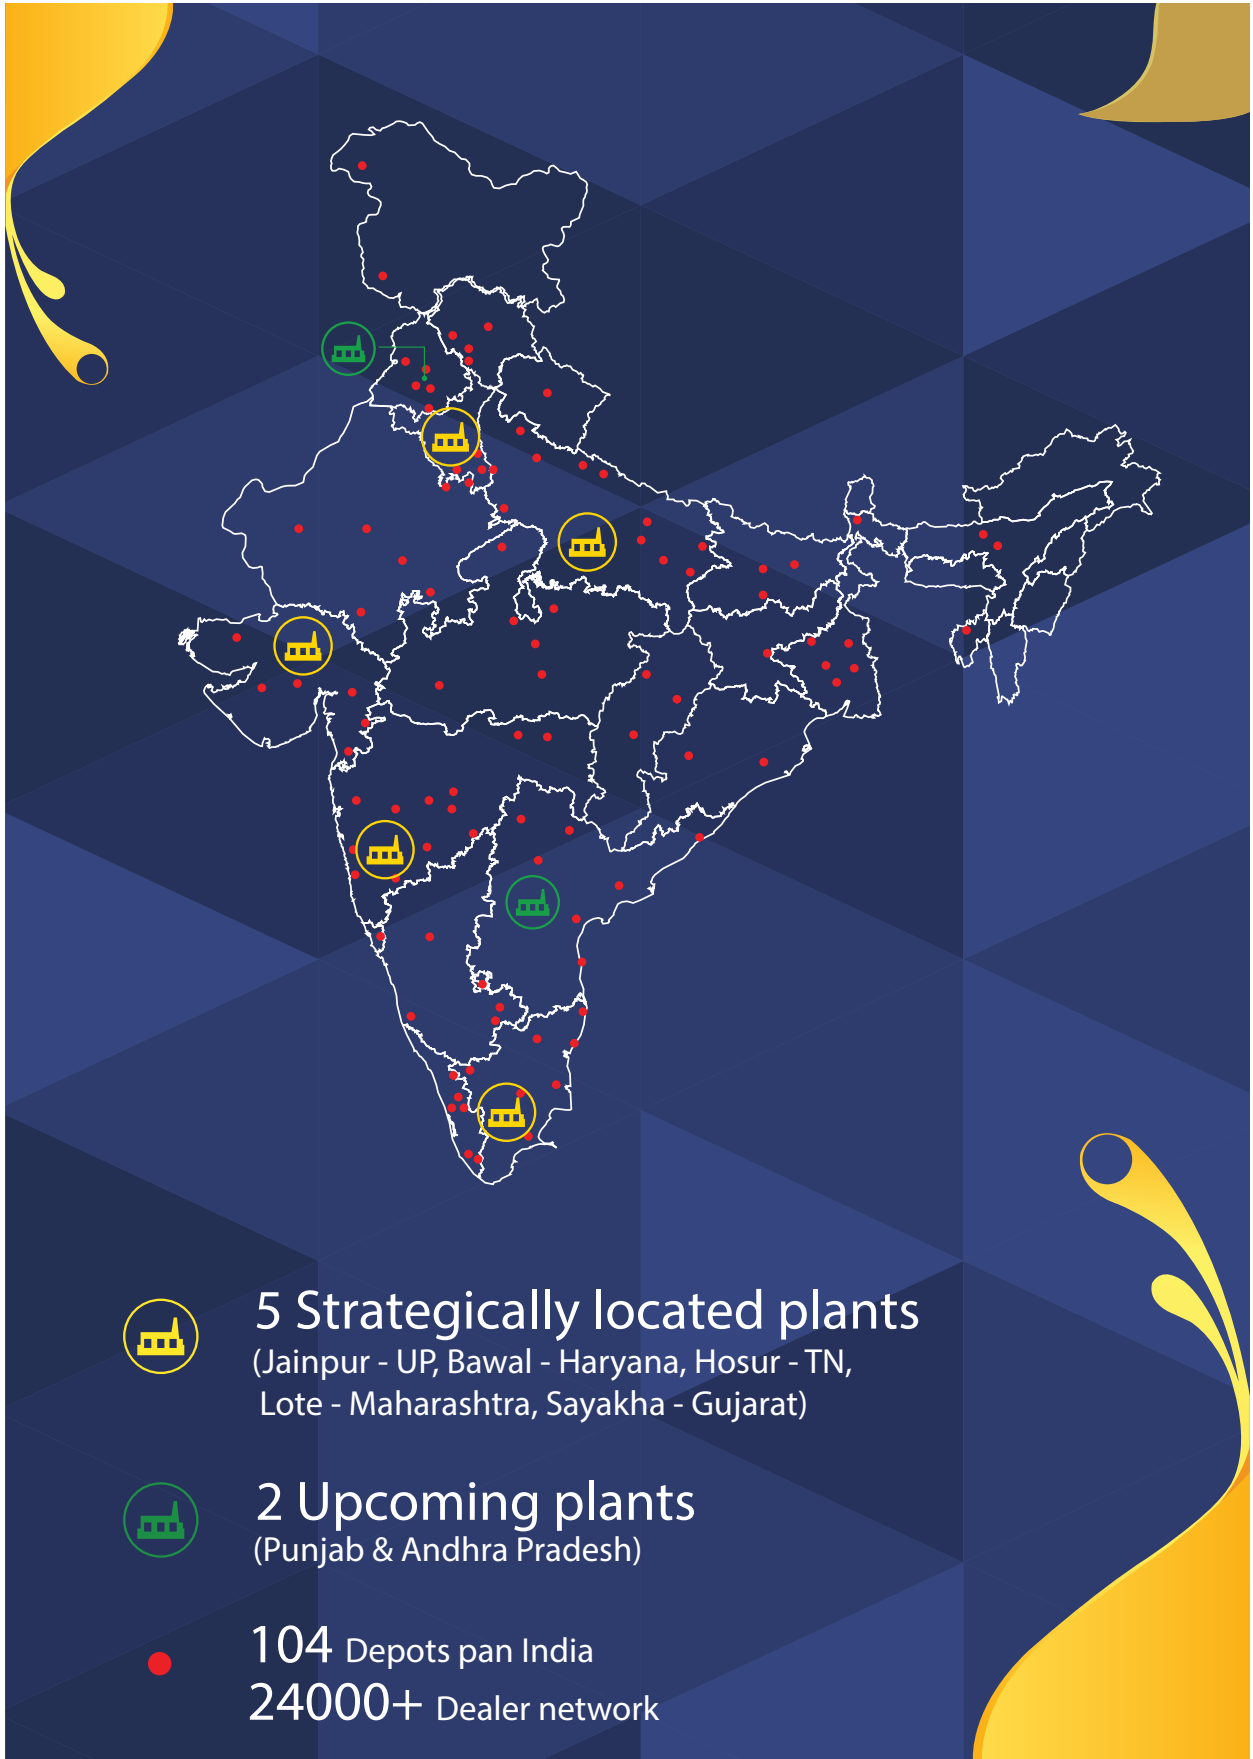 5 Strategically located plants
(Jainpur - UP, Bawal - Haryana, Hosur - TN,
Lote - Maharashtra, Sayakha - Gujarat)
2 Upcoming plants
(Punjab & Andhra Pradesh)
104 Depots pan India
24000+ Dealer network